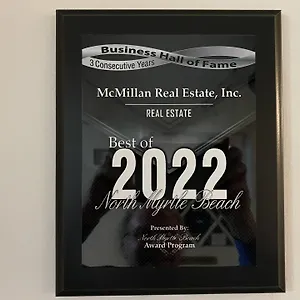 Business Hall of Fame
3 Consecutive Years
McMillan Real Estate, Inc.
REAL ESTATE
Best of
2022
North Myrtle Beach
Presented By:
North Myrtle Beach
Award Program